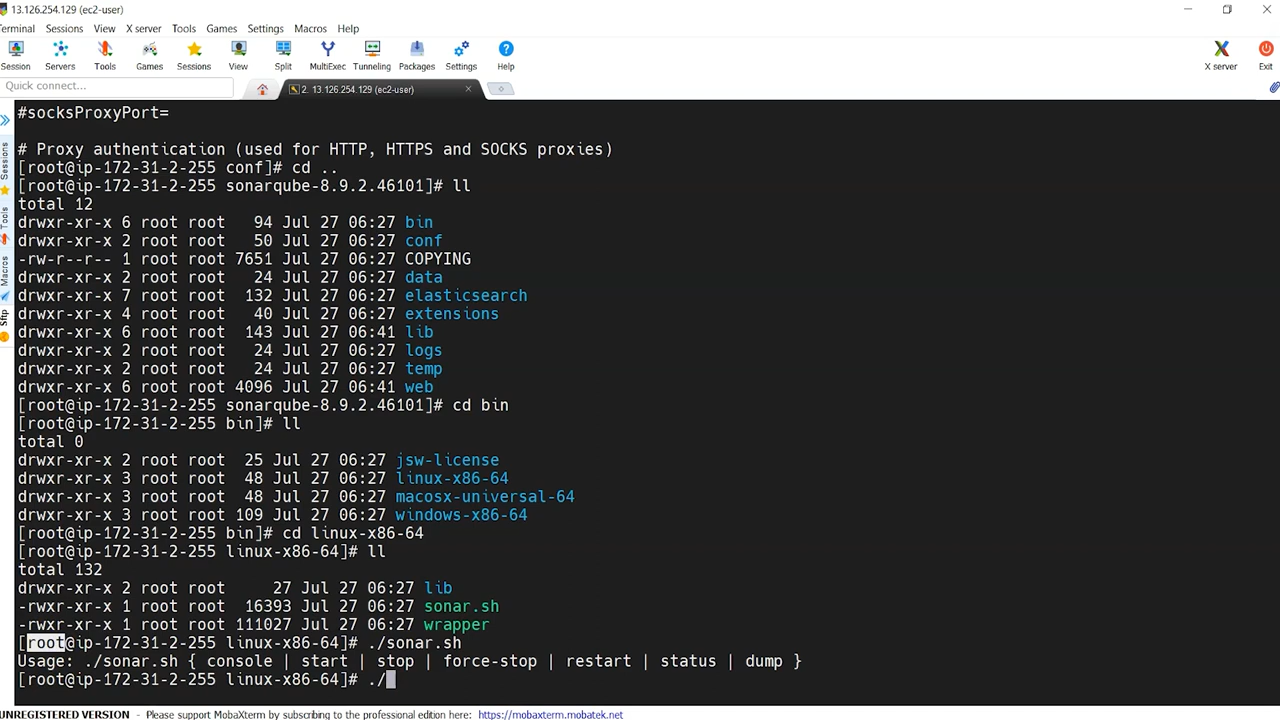 13.126.254.129 (ec2-user)
Terminal Sessions View X server Tools Games Settings Macros Help
Session Servers Tools Games Sessions View Split MultiExec Tunneling Packages Settings Help X server Exit
Quick connect... 2. 13.126.254.129 (ec2-user)
Sessions
Tools
Macros
Sftp
#socksProxyPort=
# Proxy authentication (used for HTTP, HTTPS and SOCKS proxies)
[root@ip-172-31-2-255 conf]# cd ..
[root@ip-172-31-2-255 sonarqube-8.9.2.46101]# ll
total 12
drwxr-xr-x 6 root root   94 Jul 27 06:27 bin
drwxr-xr-x 2 root root   50 Jul 27 06:27 conf
-rw-r--r-- 1 root root 7651 Jul 27 06:27 COPYING
drwxr-xr-x 2 root root   24 Jul 27 06:27 data
drwxr-xr-x 7 root root  132 Jul 27 06:27 elasticsearch
drwxr-xr-x 4 root root   40 Jul 27 06:27 extensions
drwxr-xr-x 6 root root  143 Jul 27 06:41 lib
drwxr-xr-x 2 root root   24 Jul 27 06:27 logs
drwxr-xr-x 2 root root   24 Jul 27 06:27 temp
drwxr-xr-x 6 root root 4096 Jul 27 06:41 web
[root@ip-172-31-2-255 sonarqube-8.9.2.46101]# cd bin
[root@ip-172-31-2-255 bin]# ll
total 0
drwxr-xr-x 2 root root  25 Jul 27 06:27 jsw-license
drwxr-xr-x 3 root root  48 Jul 27 06:27 linux-x86-64
drwxr-xr-x 3 root root  48 Jul 27 06:27 macosx-universal-64
drwxr-xr-x 3 root root 109 Jul 27 06:27 windows-x86-64
[root@ip-172-31-2-255 bin]# cd linux-x86-64
[root@ip-172-31-2-255 linux-x86-64]# ll
total 132
drwxr-xr-x 2 root root     27 Jul 27 06:27 lib
-rwxr-xr-x 1 root root  16393 Jul 27 06:27 sonar.sh
-rwxr-xr-x 1 root root 111027 Jul 27 06:27 wrapper
[root@ip-172-31-2-255 linux-x86-64]# ./sonar.sh
Usage: ./sonar.sh { console | start | stop | force-stop | restart | status | dump }
[root@ip-172-31-2-255 linux-x86-64]# ./
UNREGISTERED VERSION - Please support MobaXterm by subscribing to the professional edition here: https://mobaxterm.mobatek.net